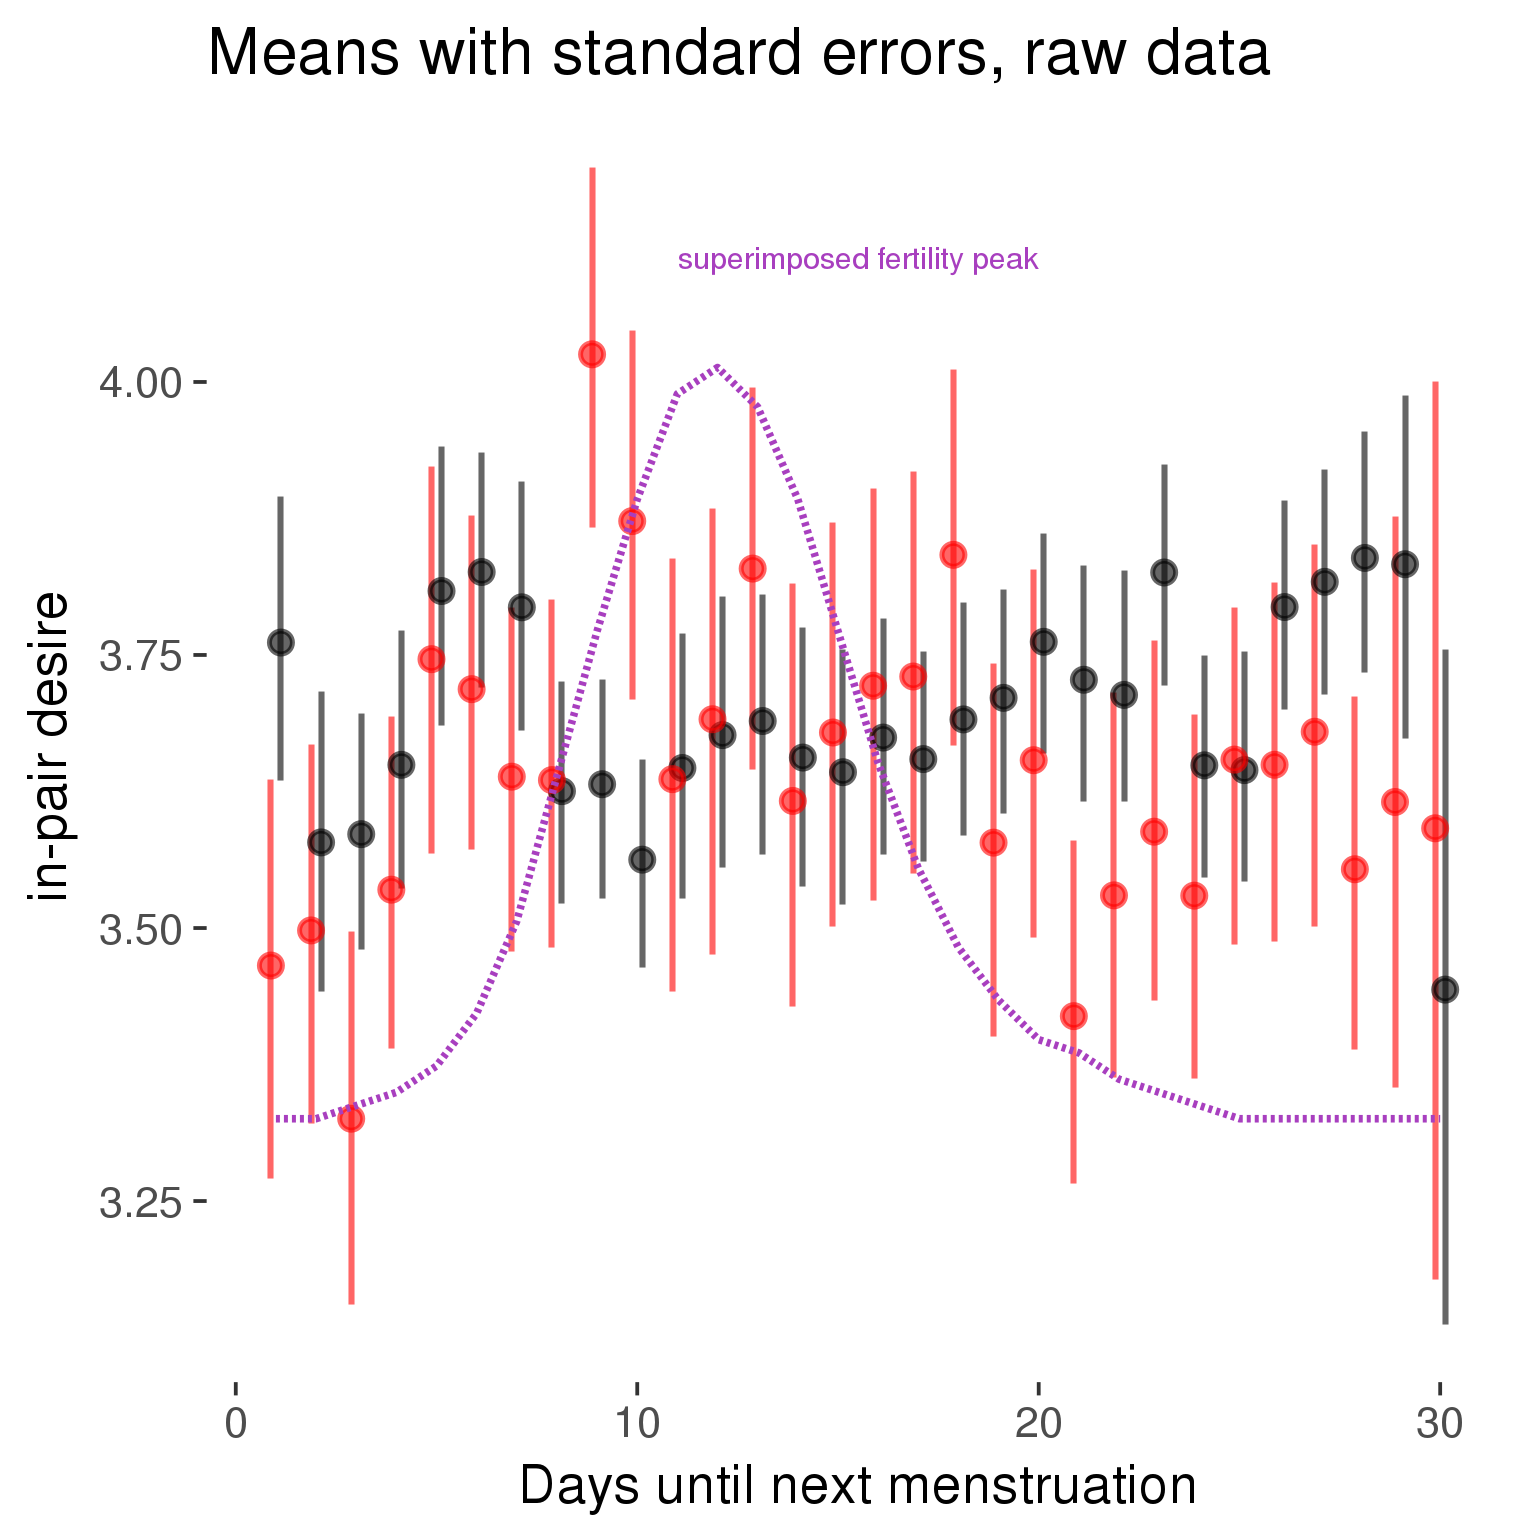 Means with standard errors, raw data
superimposed fertility peak
in-pair desire
4.00
3.75
3.50
3.25
0 10 20 30
Days until next menstruation